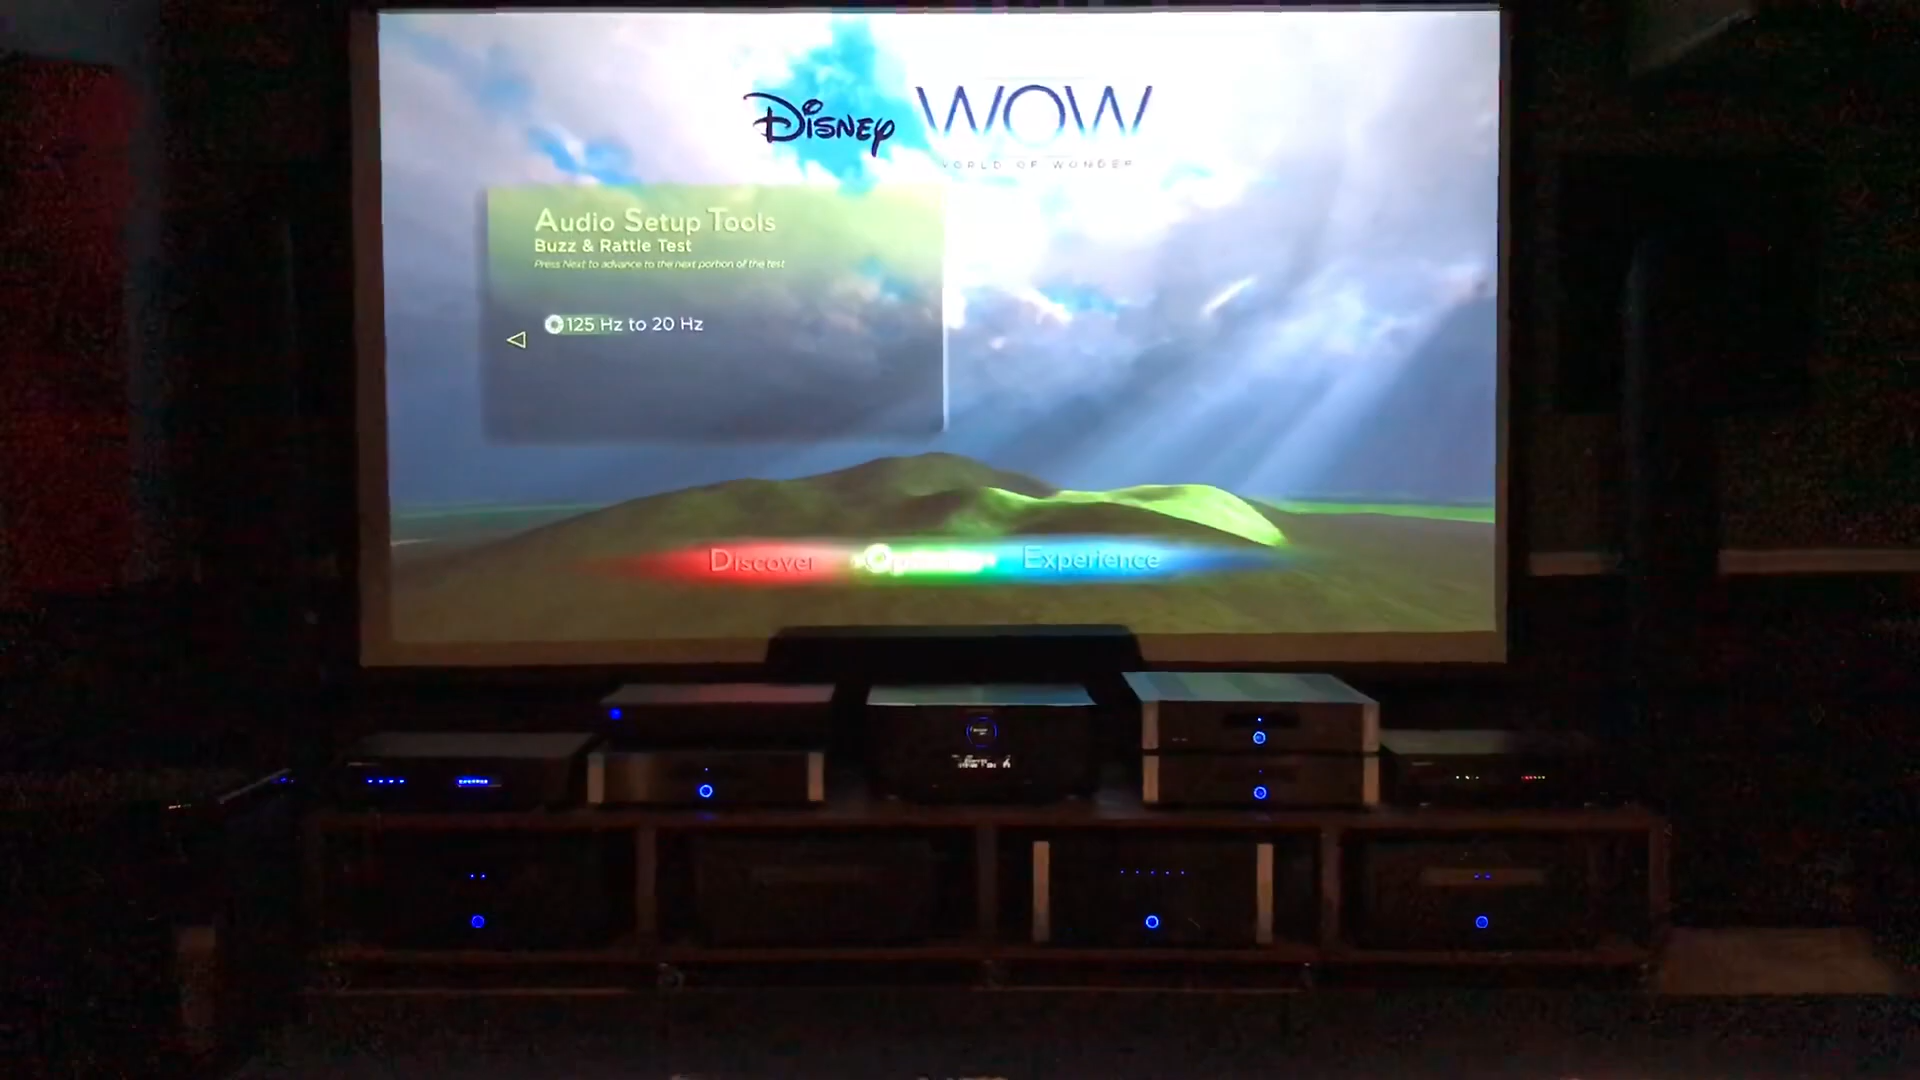 Disney WOW
WORLD OF WONDER
Audio Setup Tools
Buzz & Rattle Test
Press Next to advance to the next portion of the test
125 Hz to 20 Hz
Discover Experience